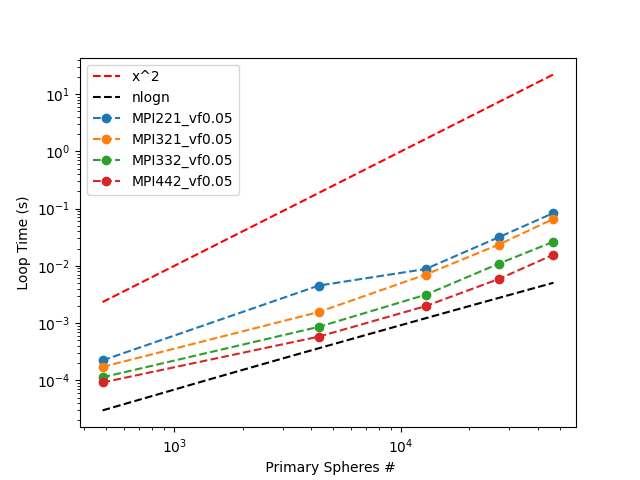 x^2
nlogn
MPI221_vf0.05
MPI321_vf0.05
MPI332_vf0.05
MPI442_vf0.05
Loop Time (s)
10^1
10^0
10^-1
10^-2
10^-3
10^-4
10^3
10^4
Primary Spheres #